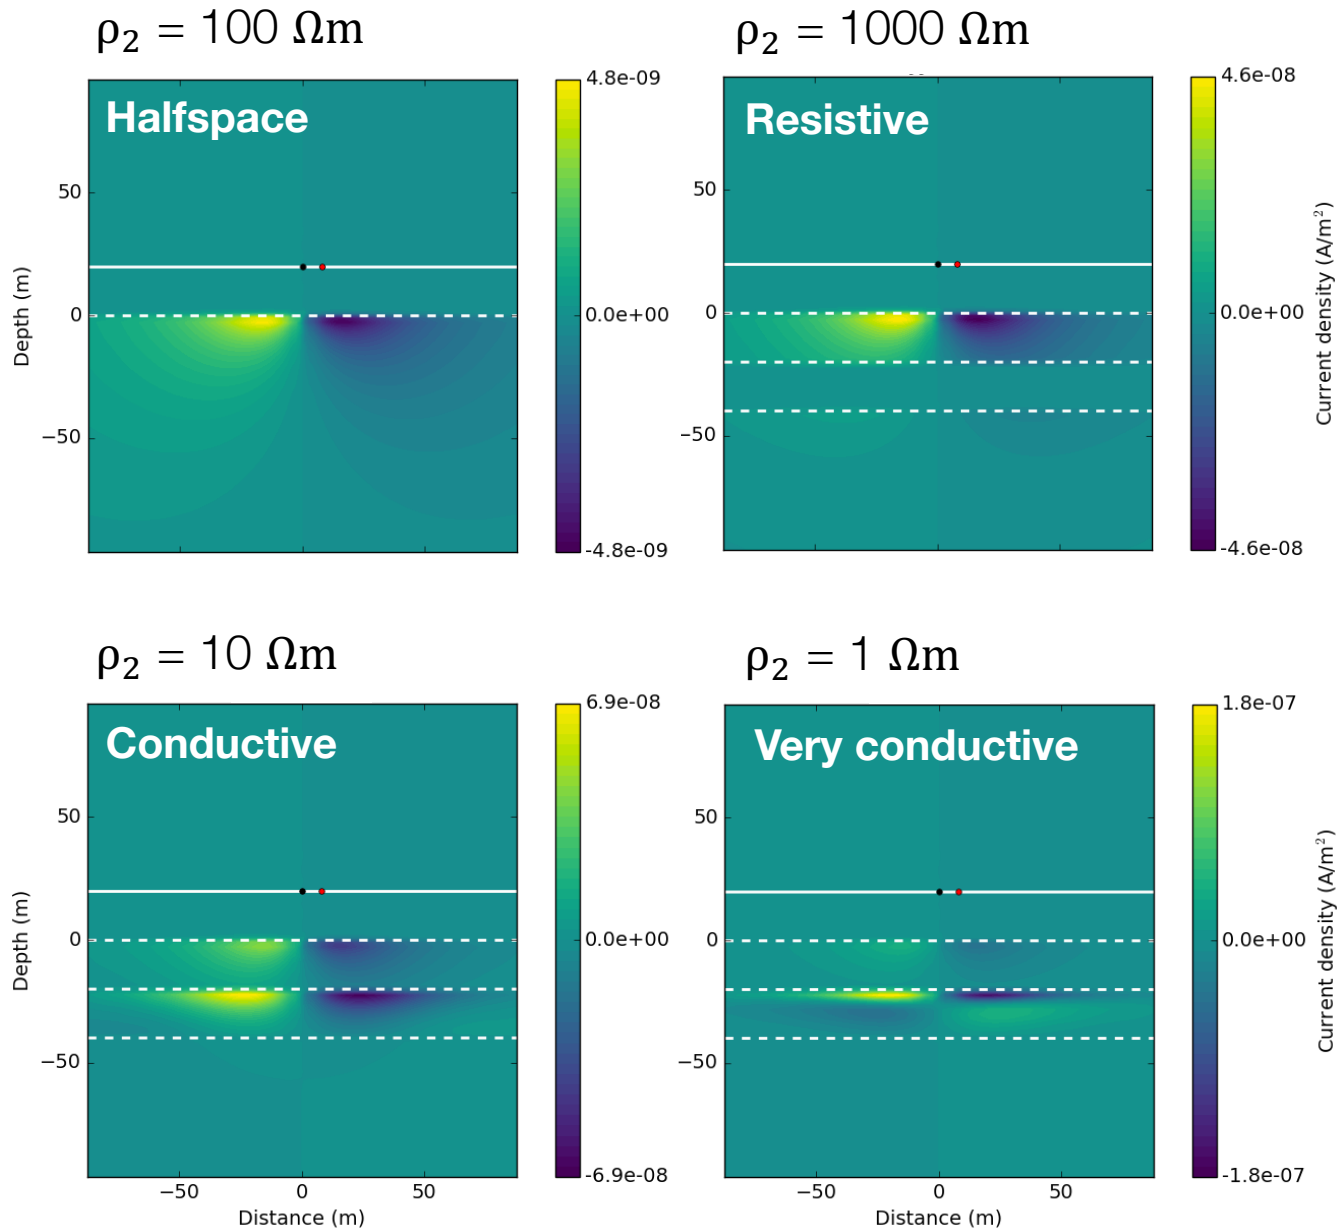 ρ₂ = 100 Ωm
Halfspace
50
0
−50
Depth (m)
4.8e-09
0.0e+00
-4.8e-09
ρ₂ = 1000 Ωm
Resistive
50
0
−50
4.6e-08
0.0e+00
-4.6e-08
Current density (A/m²)
ρ₂ = 10 Ωm
Conductive
50
0
−50
Depth (m)
−50 0 50
Distance (m)
6.9e-08
0.0e+00
-6.9e-08
ρ₂ = 1 Ωm
Very conductive
50
0
−50
−50 0 50
Distance (m)
1.8e-07
0.0e+00
-1.8e-07
Current density (A/m²)